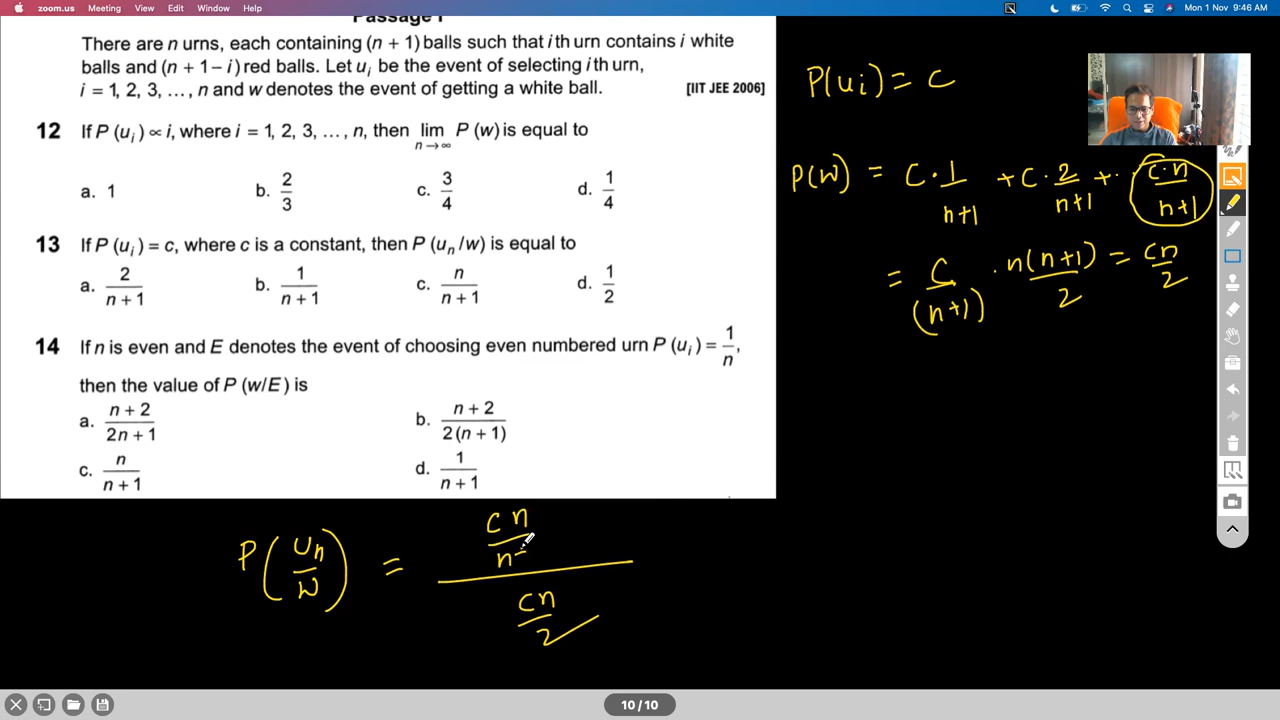 zoom.us Meeting View Edit Window Help
Mon 1 Nov 9:46 AM
There are n urns, each containing (n + 1) balls such that i th urn contains i white
balls and (n + 1 – i) red balls. Let uᵢ be the event of selecting i th urn,
i = 1, 2, 3, ..., n and w denotes the event of getting a white ball. [IIT JEE 2006]
12 If P (uᵢ) ∝ i, where i = 1, 2, 3, ..., n, then lim n→∞ P (w) is equal to
a. 1 b. 2/3 c. 3/4 d. 1/4
13 If P (uᵢ) = c, where c is a constant, then P (uₙ/w) is equal to
a. 2/(n + 1) b. 1/(n + 1) c. n/(n + 1) d. 1/2
14 If n is even and E denotes the event of choosing even numbered urn P (uᵢ) = 1/n,
then the value of P (w/E) is
a. (n + 2)/(2n + 1) b. (n + 2)/(2 (n + 1))
c. n/(n + 1) d. 1/(n + 1)
P(uᵢ) = c
P(W) = C · 1/(n+1) + C · 2/(n+1) + · C·n/(n+1)
= C/(n+1) · n(n+1)/2 = cn/2
P(Un/W) = (cn/n-)/(cn/2)
10 / 10